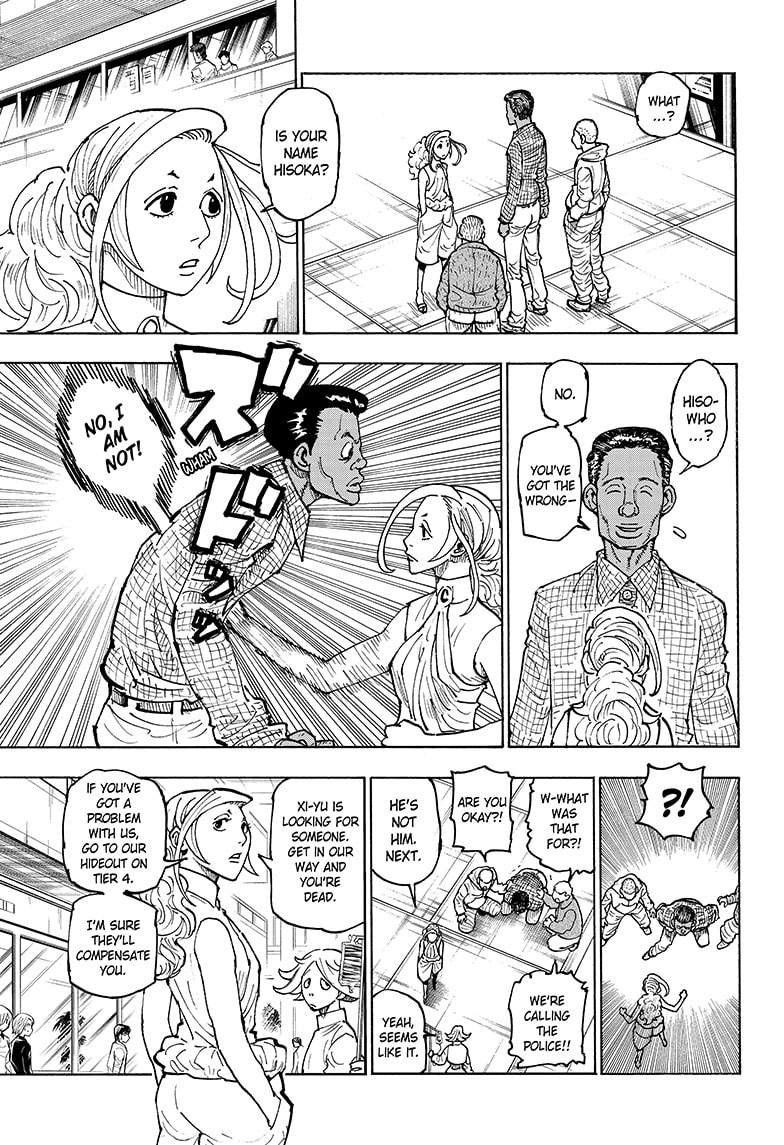 WHAT
...?
IS YOUR
NAME
HISOKA?
HISO-
WHO
...?
NO.
YOU'VE
GOT THE
WRONG–
NO, I
AM
NOT!
ズ
ド
ッ
ッ
WHAM
?!
W-WHAT
WAS
THAT
FOR?!
ARE YOU
OKAY?!
HE'S
NOT
HIM.
NEXT.
WE'RE
CALLING
THE
POLICE!!
YEAH,
SEEMS
LIKE IT.
XI-YU IS
LOOKING FOR
SOMEONE.
GET IN OUR
WAY AND
YOU'RE
DEAD.
IF YOU'VE
GOT A
PROBLEM
WITH US,
GO TO OUR
HIDEOUT ON
TIER 4.
I'M SURE
THEY'LL
COMPENSATE
YOU.